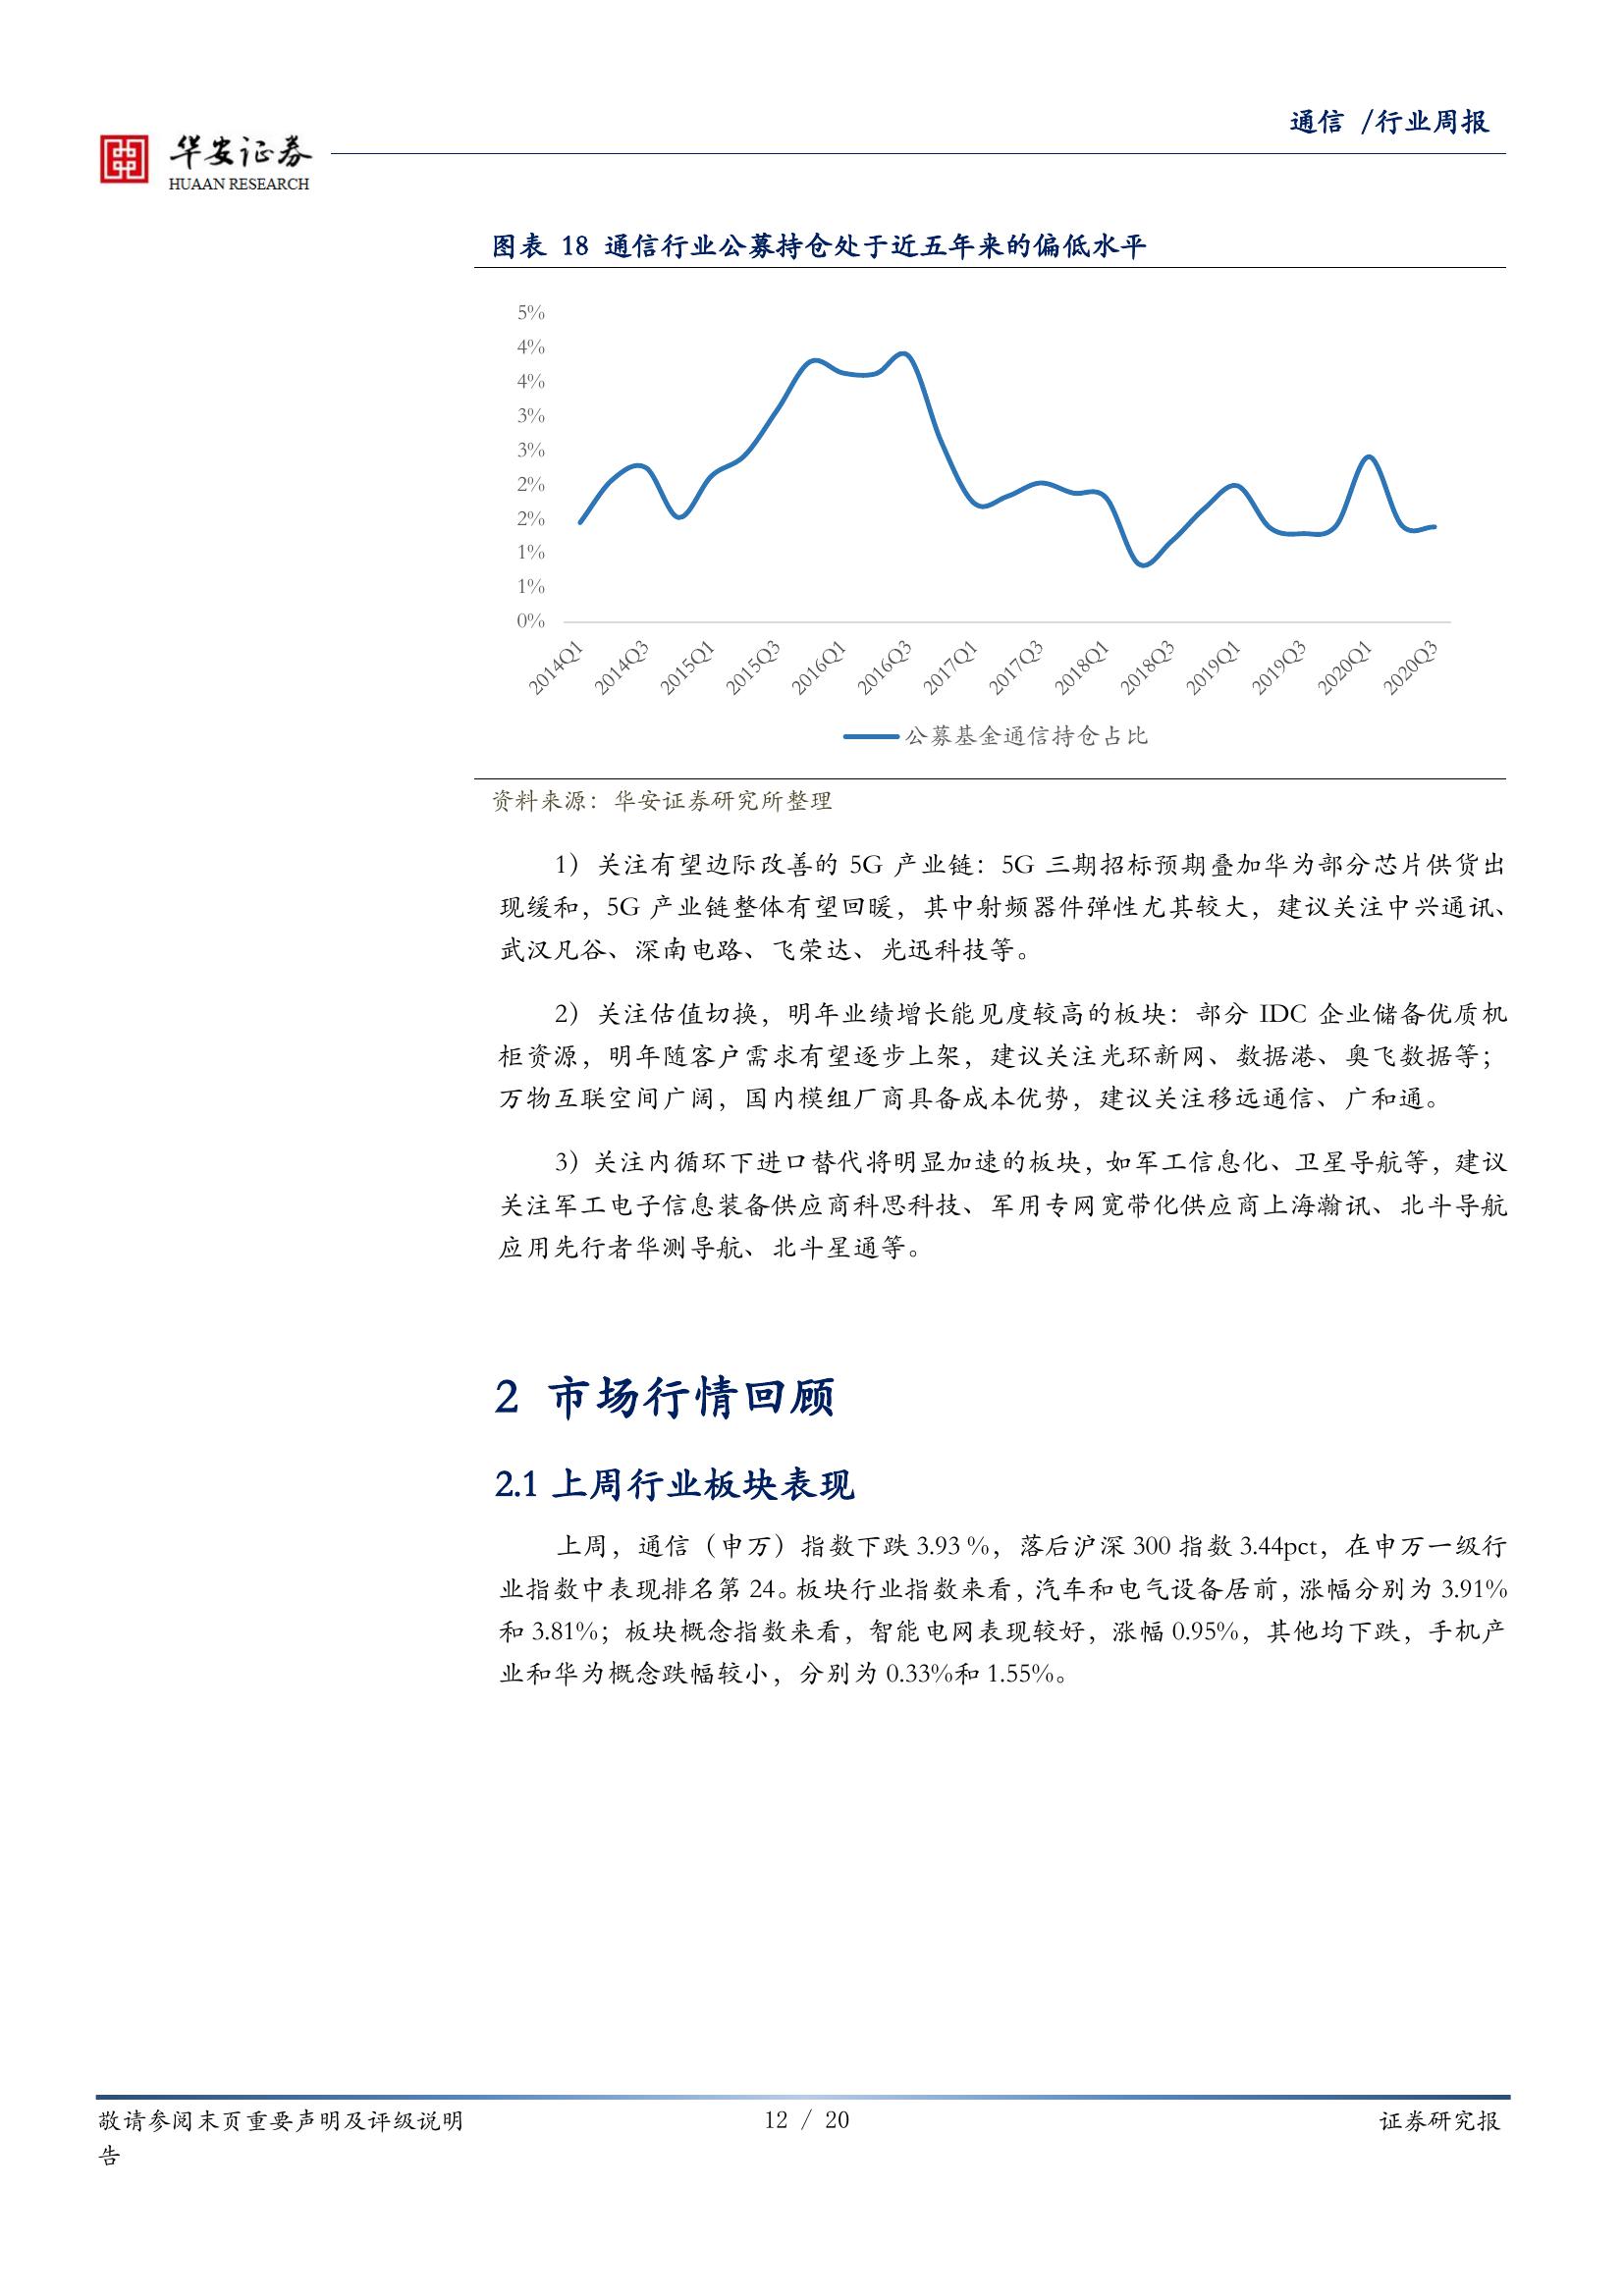 通信 /行业周报
华安证券
HUAAN RESEARCH
图表 18 通信行业公募持仓处于近五年来的偏低水平
5%
4%
4%
3%
3%
2%
2%
1%
1%
0%
2014Q1 2014Q3 2015Q1 2015Q3 2016Q1 2016Q3 2017Q1 2017Q3 2018Q1 2018Q3 2019Q1 2019Q3 2020Q1 2020Q3
公募基金通信持仓占比
资料来源：华安证券研究所整理
1）关注有望边际改善的 5G 产业链：5G 三期招标预期叠加华为部分芯片供货出
现缓和，5G 产业链整体有望回暖，其中射频器件弹性尤其较大，建议关注中兴通讯、
武汉凡谷、深南电路、飞荣达、光迅科技等。
2）关注估值切换，明年业绩增长能见度较高的板块：部分 IDC 企业储备优质机
柜资源，明年随客户需求有望逐步上架，建议关注光环新网、数据港、奥飞数据等；
万物互联空间广阔，国内模组厂商具备成本优势，建议关注移远通信、广和通。
3）关注内循环下进口替代将明显加速的板块，如军工信息化、卫星导航等，建议
关注军工电子信息装备供应商科思科技、军用专网宽带化供应商上海瀚讯、北斗导航
应用先行者华测导航、北斗星通等。
2 市场行情回顾
2.1 上周行业板块表现
上周，通信（申万）指数下跌 3.93 %，落后沪深 300 指数 3.44pct，在申万一级行
业指数中表现排名第 24。板块行业指数来看，汽车和电气设备居前，涨幅分别为 3.91%
和 3.81%；板块概念指数来看，智能电网表现较好，涨幅 0.95%，其他均下跌，手机产
业和华为概念跌幅较小，分别为 0.33%和 1.55%。
敬请参阅末页重要声明及评级说明 12 / 20 证券研究报
告